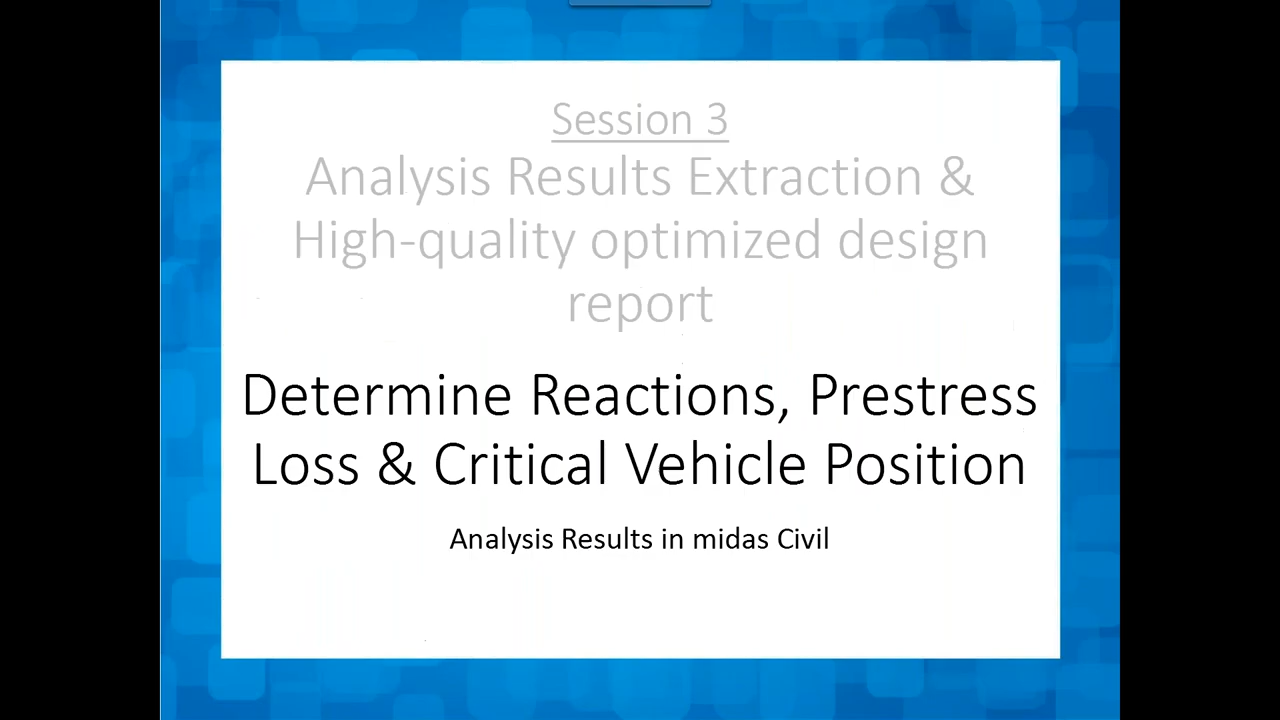 Session 3
Analysis Results Extraction &
High-quality optimized design
report
Determine Reactions, Prestress
Loss & Critical Vehicle Position
Analysis Results in midas Civil